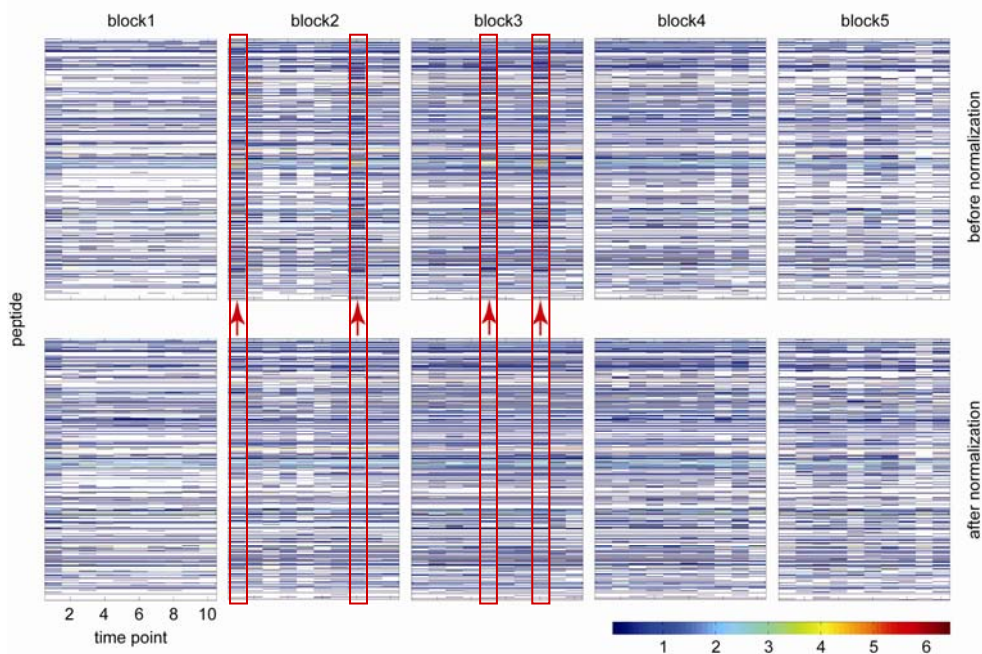 block1 block2 block3 block4 block5
before normalization
peptide
after normalization
2 4 6 8 10
time point
1 2 3 4 5 6